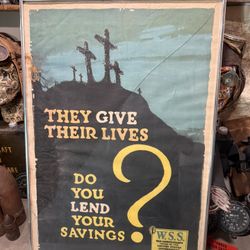 THEY GIVE
THEIR LIVES
DO
YOU
LEND
YOUR
SAVINGS ?
W.S.S.